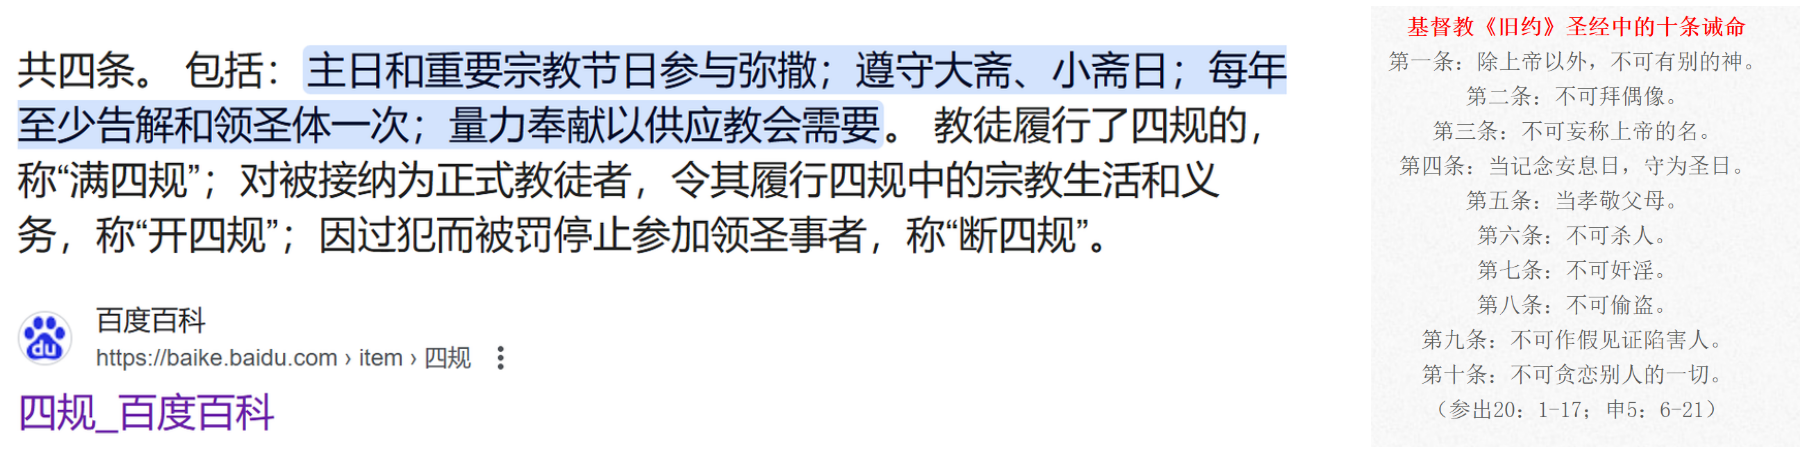 共四条。 包括：主日和重要宗教节日参与弥撒；遵守大斋、小斋日；每年
至少告解和领圣体一次；量力奉献以供应教会需要。 教徒履行了四规的，
称“满四规”；对被接纳为正式教徒者，令其履行四规中的宗教生活和义
务，称“开四规”；因过犯而被罚停止参加领圣事者，称“断四规”。
du
百度百科
https://baike.baidu.com › item › 四规
四规_百度百科
基督教《旧约》圣经中的十条诫命
第一条：除上帝以外，不可有别的神。
第二条：不可拜偶像。
第三条：不可妄称上帝的名。
第四条：当记念安息日，守为圣日。
第五条：当孝敬父母。
第六条：不可杀人。
第七条：不可奸淫。
第八条：不可偷盗。
第九条：不可作假见证陷害人。
第十条：不可贪恋别人的一切。
（参出20：1-17；申5：6-21）